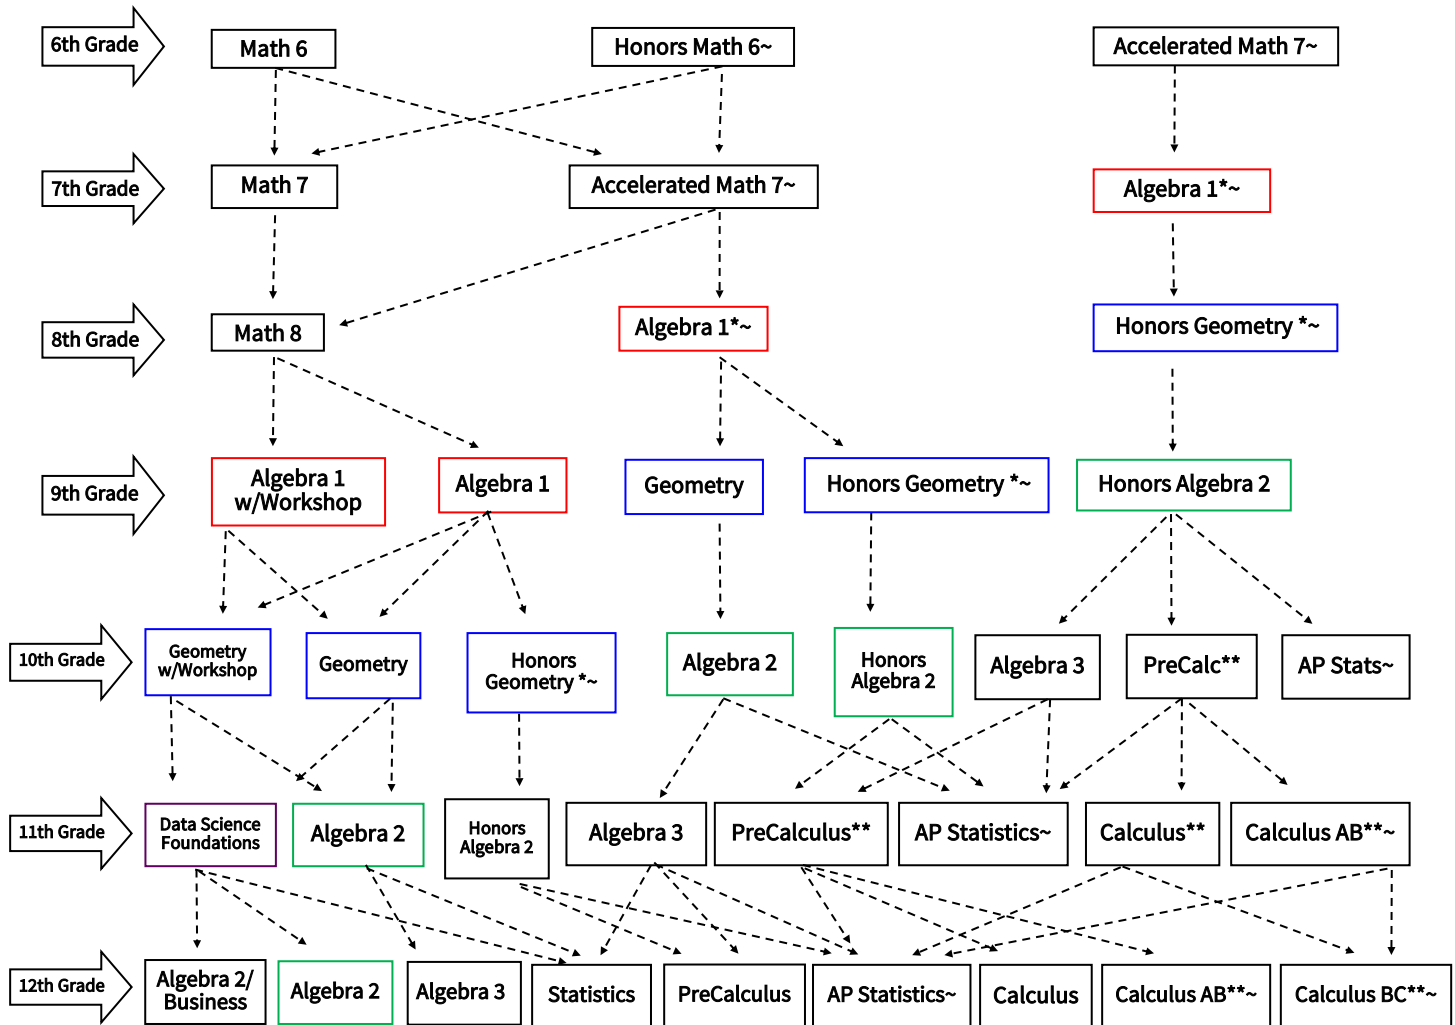 6th Grade
Math 6
Honors Math 6~
Accelerated Math 7~
7th Grade
Math 7
Accelerated Math 7~
Algebra 1*~
8th Grade
Math 8
Algebra 1*~
Honors Geometry *~
9th Grade
Algebra 1
w/Workshop
Algebra 1
Geometry
Honors Geometry *~
Honors Algebra 2
10th Grade
Geometry
w/Workshop
Geometry
Honors
Geometry *~
Algebra 2
Honors
Algebra 2
Algebra 3
PreCalc**
AP Stats~
11th Grade
Data Science
Foundations
Algebra 2
Honors
Algebra 2
Algebra 3
PreCalculus**
AP Statistics~
Calculus**
Calculus AB**~
12th Grade
Algebra 2/
Business
Algebra 2
Algebra 3
Statistics
PreCalculus
AP Statistics~
Calculus
Calculus AB**~
Calculus BC**~